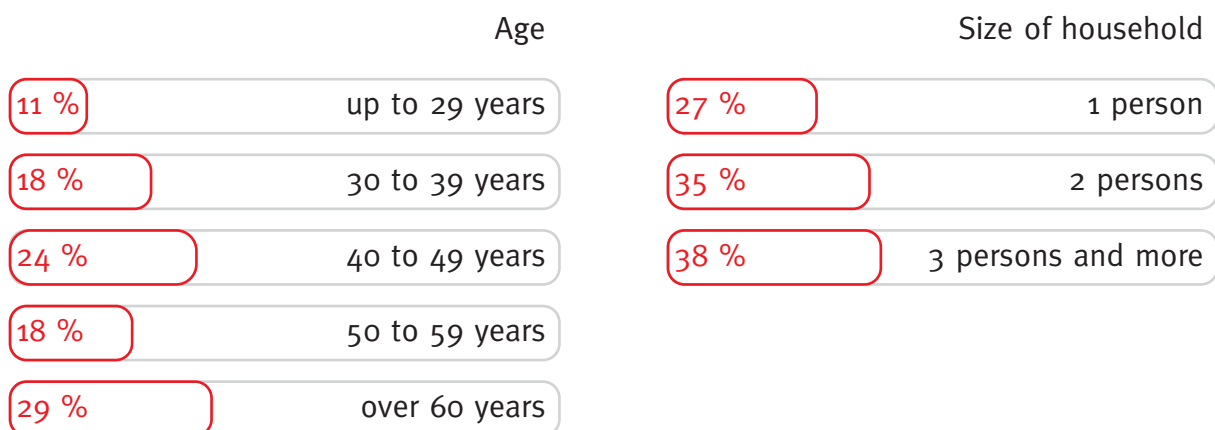 Age
11 % up to 29 years
18 % 30 to 39 years
24 % 40 to 49 years
18 % 50 to 59 years
29 % over 60 years
Size of household
27 % 1 person
35 % 2 persons
38 % 3 persons and more